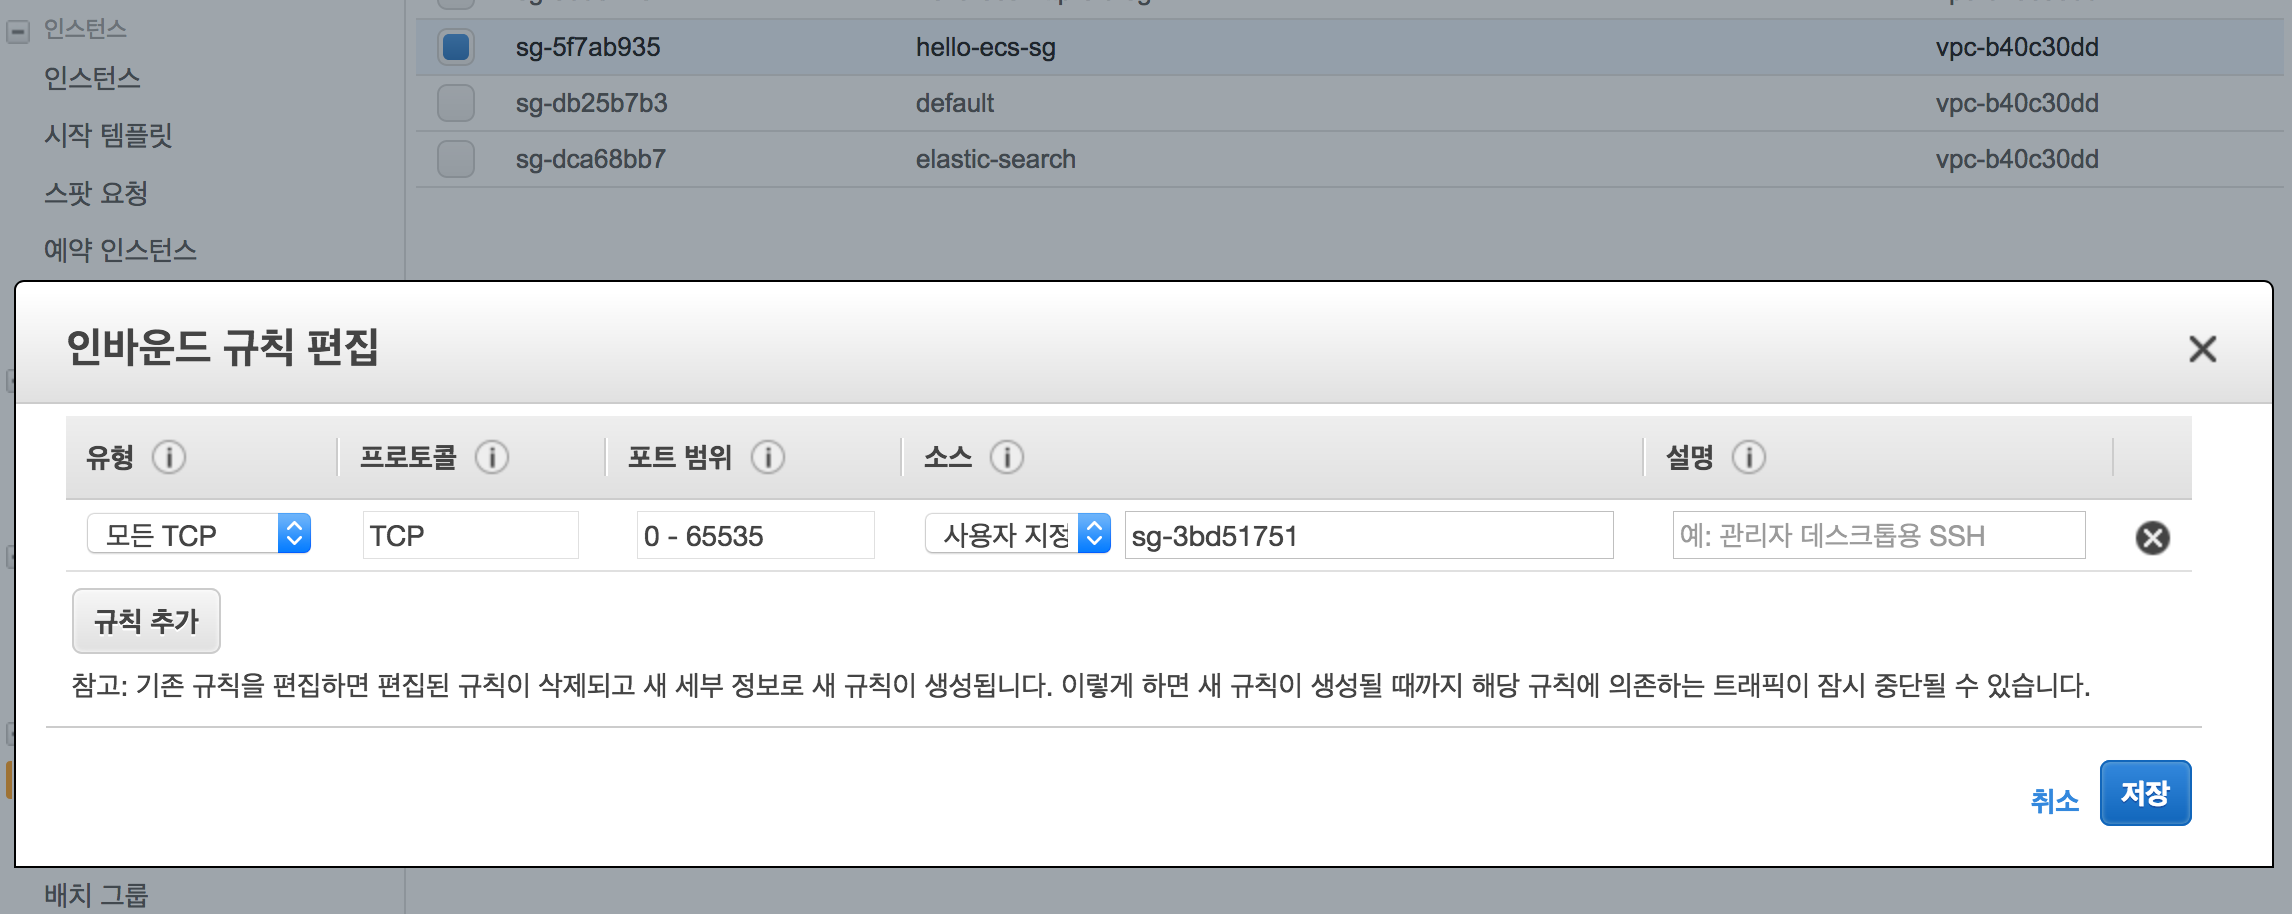 인스턴스
인스턴스
시작 템플릿
스팟 요청
예약 인스턴스
sg-5f7ab935 hello-ecs-sg vpc-b40c30dd
sg-db25b7b3 default vpc-b40c30dd
sg-dca68bb7 elastic-search vpc-b40c30dd
인바운드 규칙 편집
유형 프로토콜 포트 범위 소스 설명
모든 TCP TCP 0 - 65535 사용자 지정 sg-3bd51751 예: 관리자 데스크톱용 SSH
규칙 추가
참고: 기존 규칙을 편집하면 편집된 규칙이 삭제되고 새 세부 정보로 새 규칙이 생성됩니다. 이렇게 하면 새 규칙이 생성될 때까지 해당 규칙에 의존하는 트래픽이 잠시 중단될 수 있습니다.
취소 저장
배치 그룹